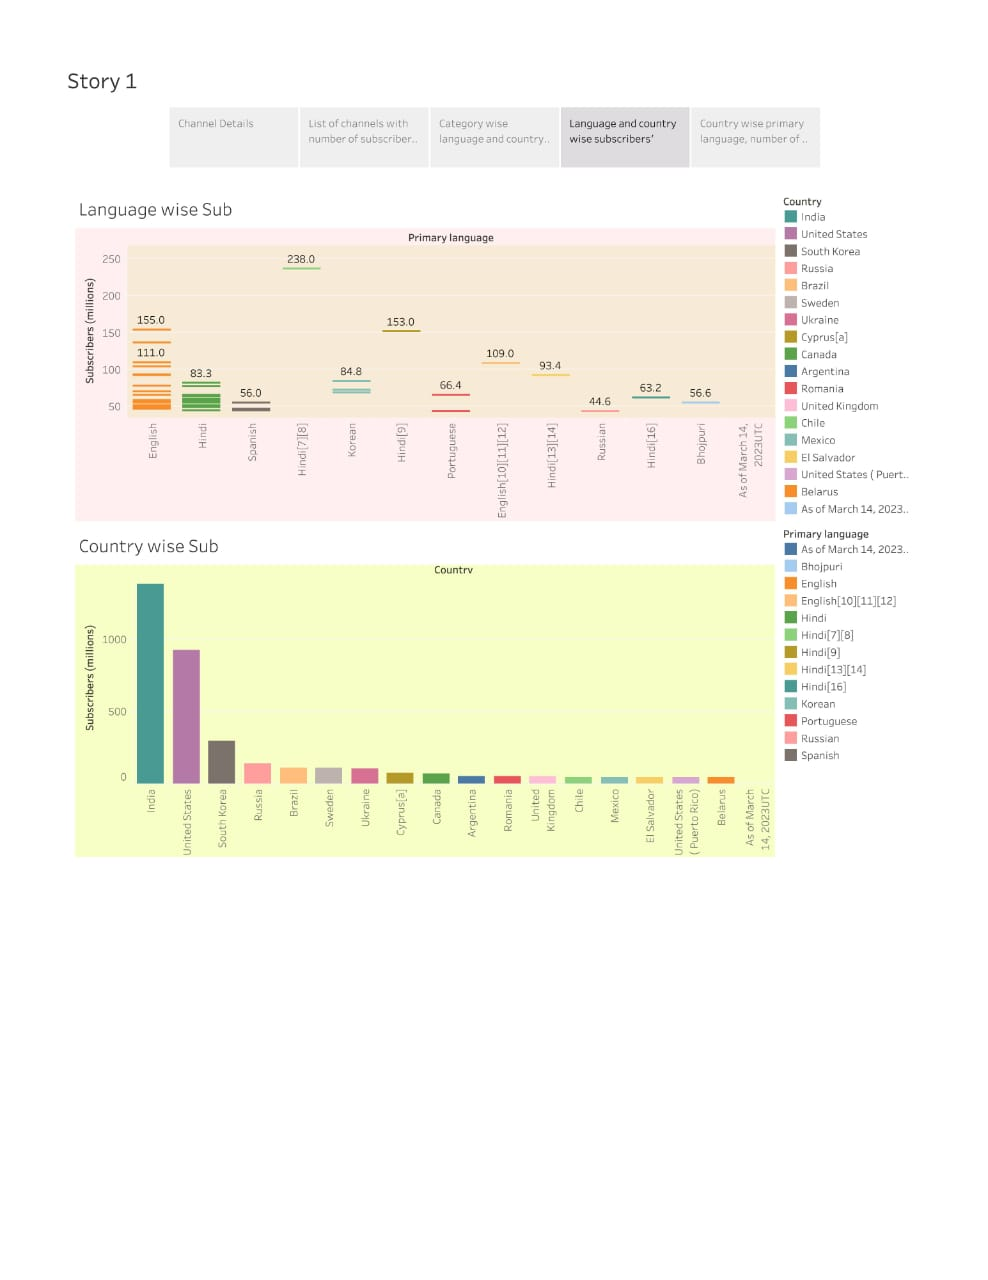 Story 1
Channel Details
List of channels with
number of subscriber..
Category wise
language and country..
Language and country
wise subscribers'
Country wise primary
language, number of ..
Language wise Sub
Primary language
Subscribers (millions)
250
200
150
100
50
155.0
111.0
83.3
56.0
238.0
84.8
153.0
66.4
109.0
93.4
44.6
63.2
56.6
English
Hindi
Spanish
Hindi[7][8]
Korean
Hindi[9]
Portuguese
English[10][11][12]
Hindi[13][14]
Russian
Hindi[16]
Bhojpuri
As of March 14,
2023UTC
Country wise Sub
Country
Subscribers (millions)
1000
500
0
India
United States
South Korea
Russia
Brazil
Sweden
Ukraine
Cyprus[a]
Canada
Argentina
Romania
United
Kingdom
Chile
Mexico
El Salvador
United States
( Puerto Rico)
Belarus
As of March
14, 2023UTC
Country
India
United States
South Korea
Russia
Brazil
Sweden
Ukraine
Cyprus[a]
Canada
Argentina
Romania
United Kingdom
Chile
Mexico
El Salvador
United States ( Puert..
Belarus
As of March 14, 2023..
Primary language
As of March 14, 2023..
Bhojpuri
English
English[10][11][12]
Hindi
Hindi[7][8]
Hindi[9]
Hindi[13][14]
Hindi[16]
Korean
Portuguese
Russian
Spanish